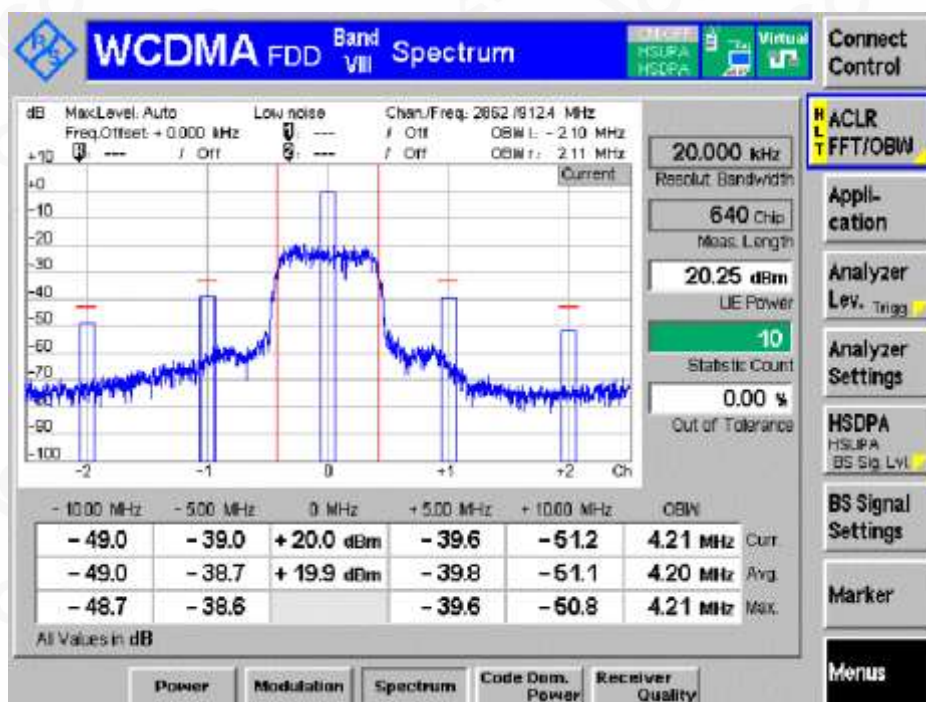 WCDMA FDD Band VIII Spectrum
HSUPA
HSDPA
Virtual
Connect Control
dB Max.Level: Auto Low noise Chan./Freq.: 2862 /912.4 MHz
Freq.Offset: + 0.000 kHz --- / Off OBW l: - 2.10 MHz
--- / Off --- / Off OBW r: 2.11 MHz
Current
+10
+0
-10
-20
-30
-40
-50
-60
-70
-80
-90
-100
-2 -1 0 +1 +2 Ch
20.000 kHz
Resolut. Bandwidth
640 Chip
Meas. Length
20.25 dBm
UE Power
10
Statistic Count
0.00 %
Out of Tolerance
- 10.00 MHz - 5.00 MHz 0 MHz + 5.00 MHz + 10.00 MHz OBW
- 49.0 - 39.0 + 20.0 dBm - 39.6 - 51.2 4.21 MHz Curr.
- 49.0 - 38.7 + 19.9 dBm - 39.8 - 51.1 4.20 MHz Avg.
- 48.7 - 38.6 - 39.6 - 50.8 4.21 MHz Max.
All Values in dB
HLT
ACLR
FFT/OBW
Appli-
cation
Analyzer
Lev. Trigg
Analyzer
Settings
HSDPA
HSUPA
BS Sig. Lvl.
BS Signal
Settings
Marker
Menus
Power Modulation Spectrum Code Dom. Power Receiver Quality